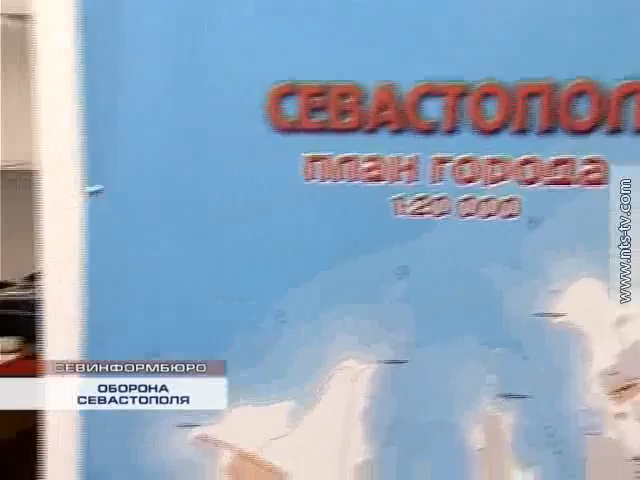 СЕВАСТОПОЛ
план города
1:20 000
www.nts-tv.com
СЕВИНФОРМБЮРО
ОБОРОНА
СЕВАСТОПОЛЯ